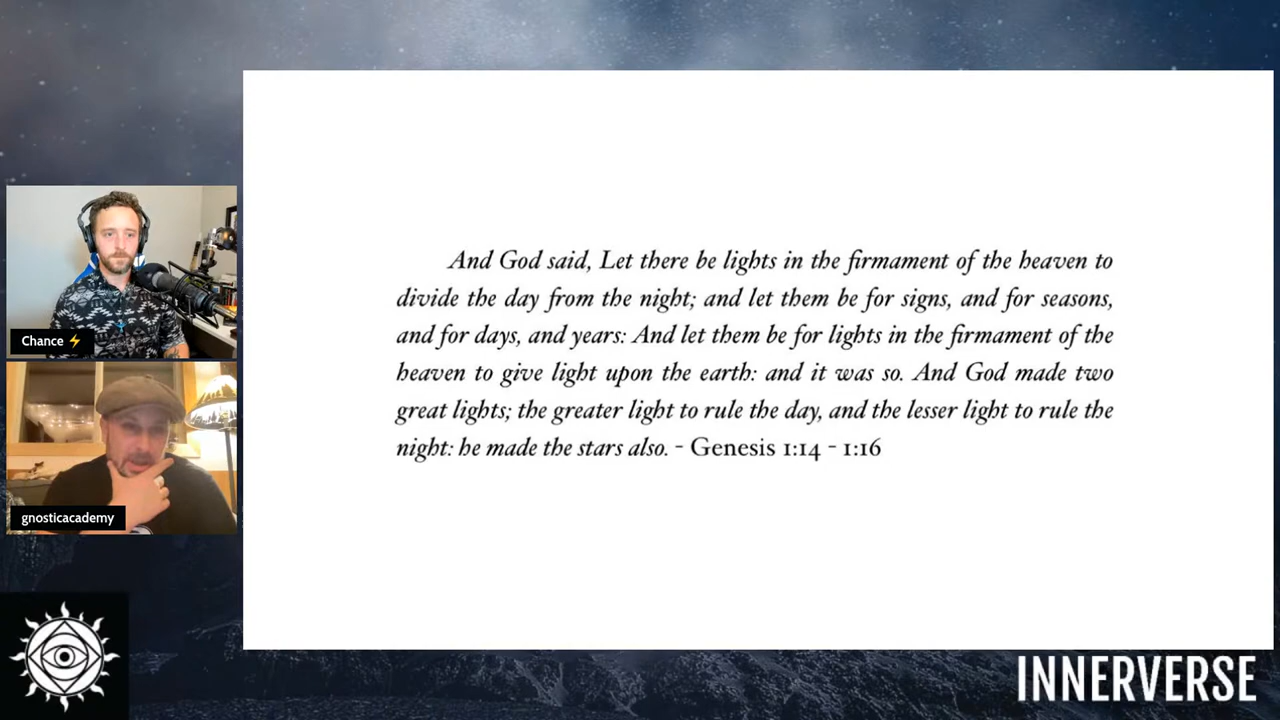 Chance ⚡
gnosticacademy
And God said, Let there be lights in the firmament of the heaven to
divide the day from the night; and let them be for signs, and for seasons,
and for days, and years: And let them be for lights in the firmament of the
heaven to give light upon the earth: and it was so. And God made two
great lights; the greater light to rule the day, and the lesser light to rule the
night: he made the stars also. - Genesis 1:14 - 1:16
INNERVERSE